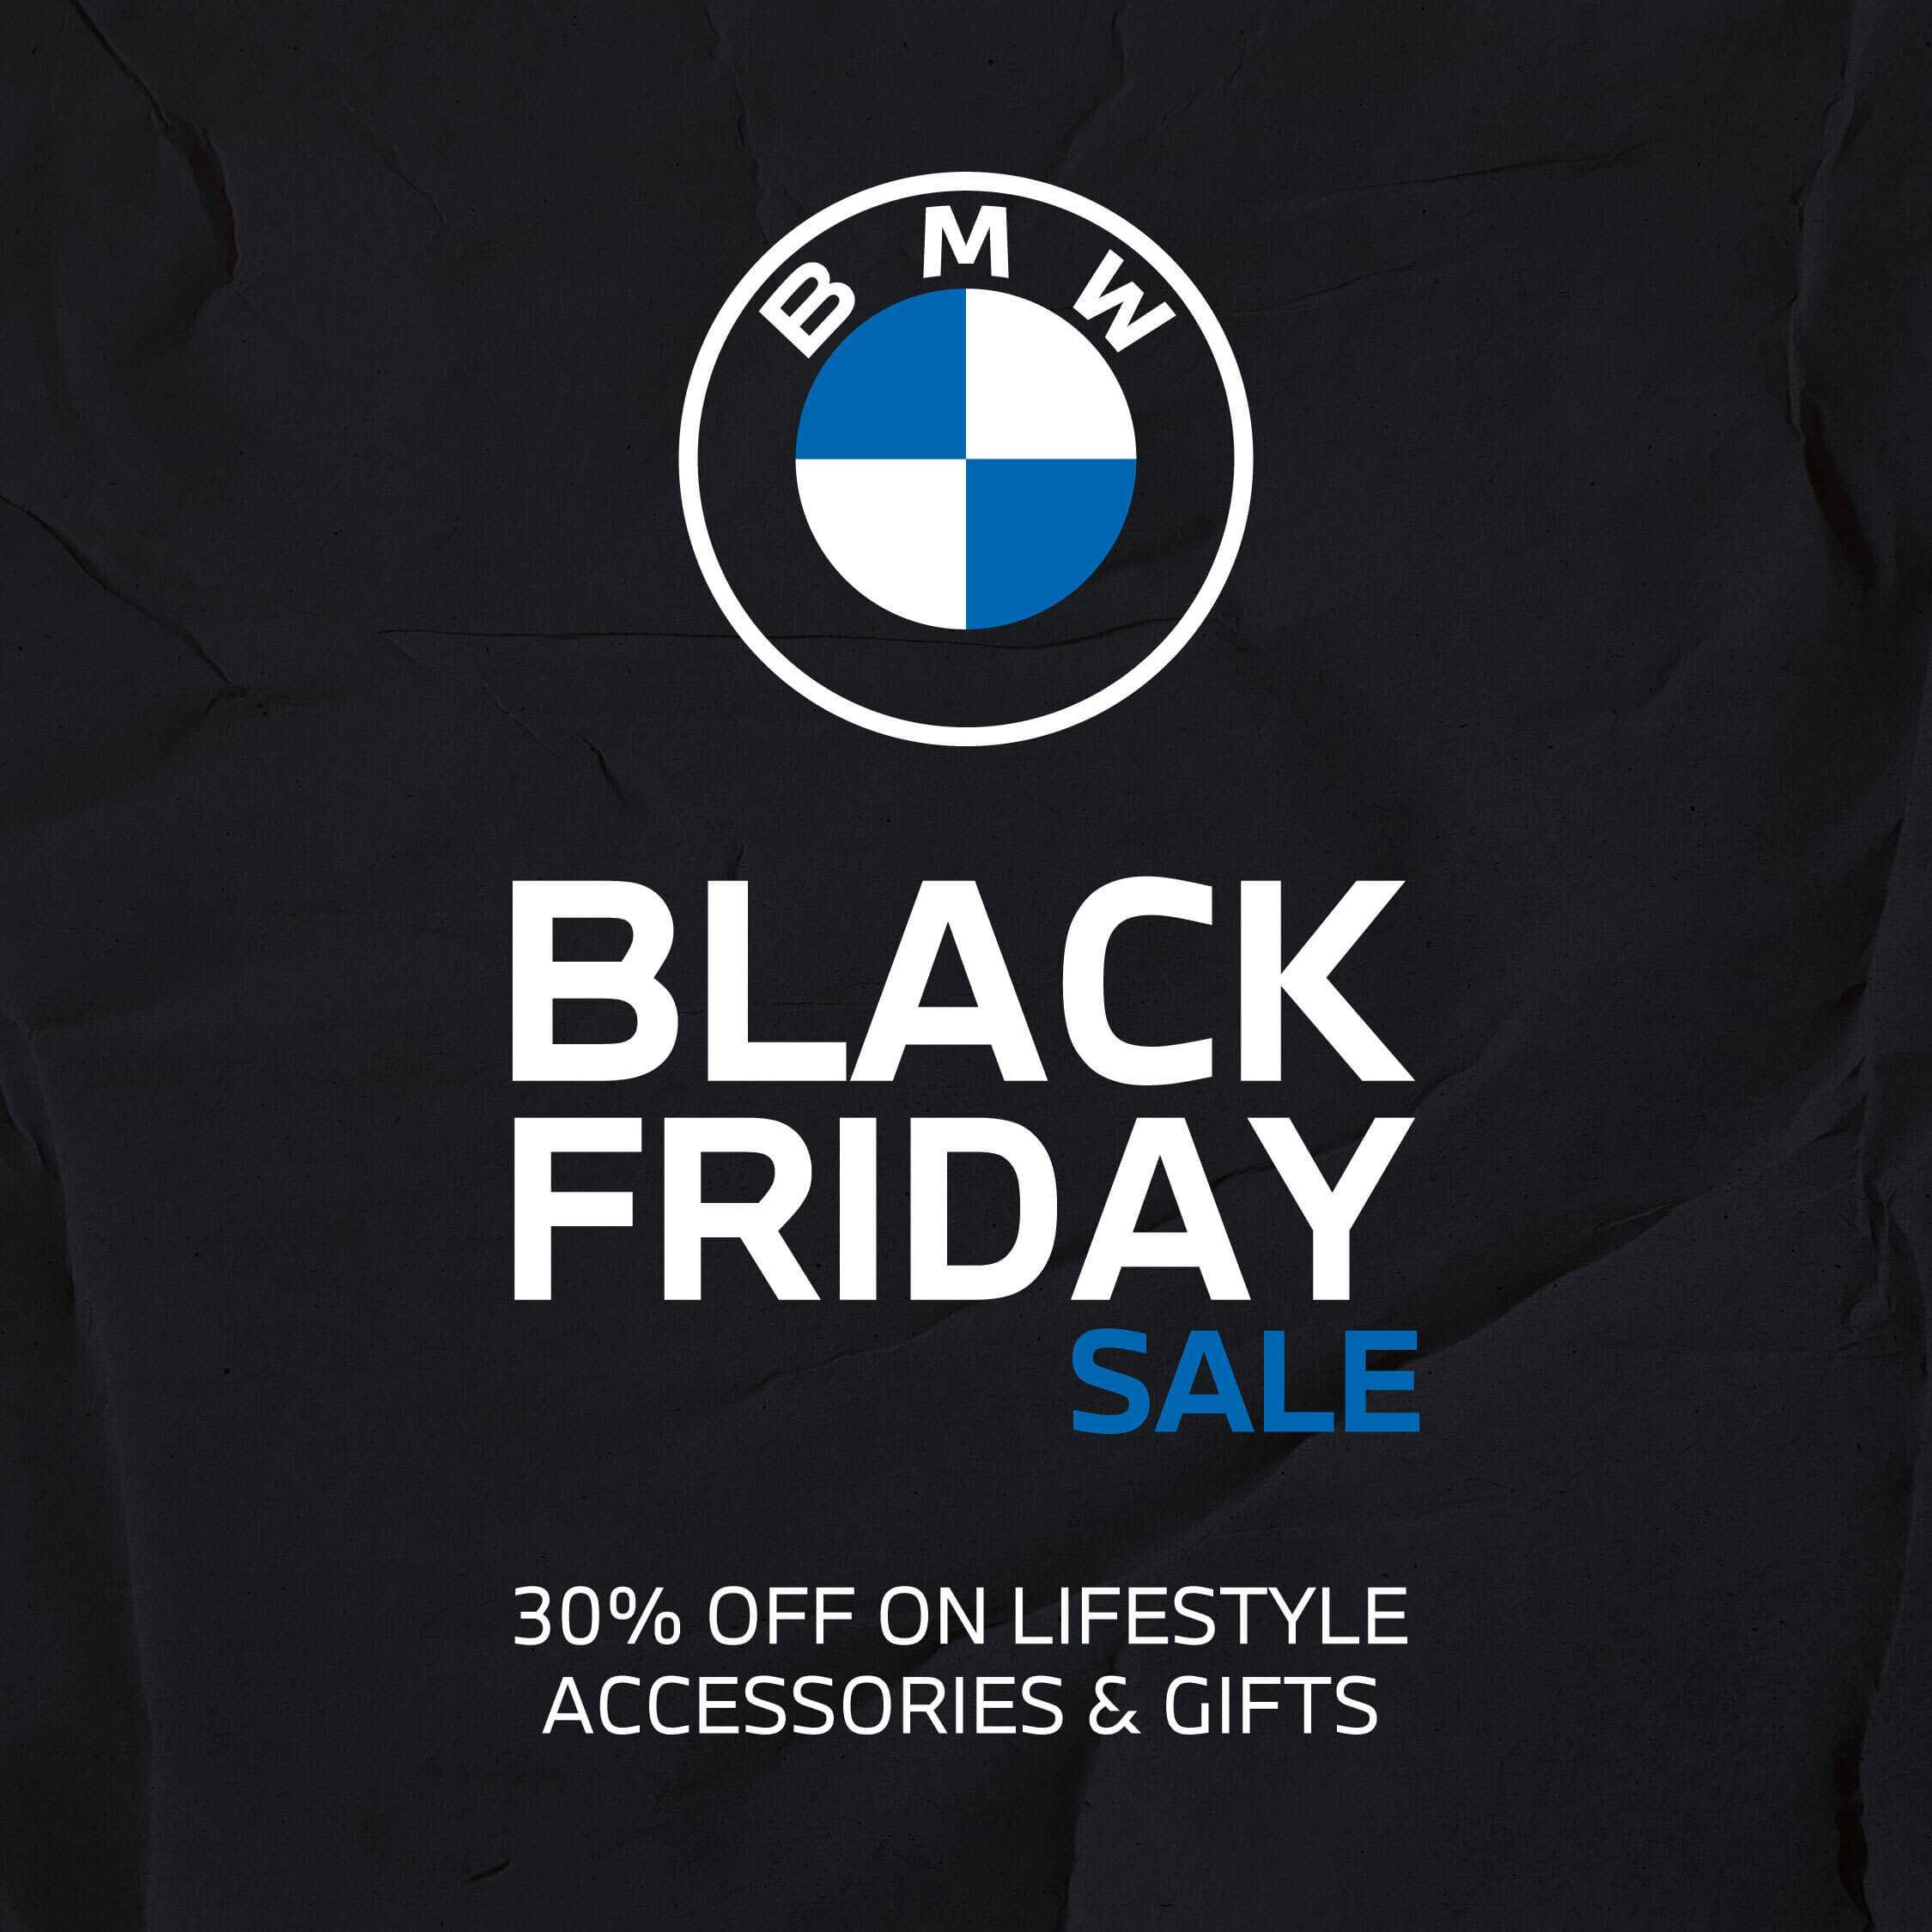 BMW
BLACK
FRIDAY
SALE
30% OFF ON LIFESTYLE
ACCESSORIES & GIFTS